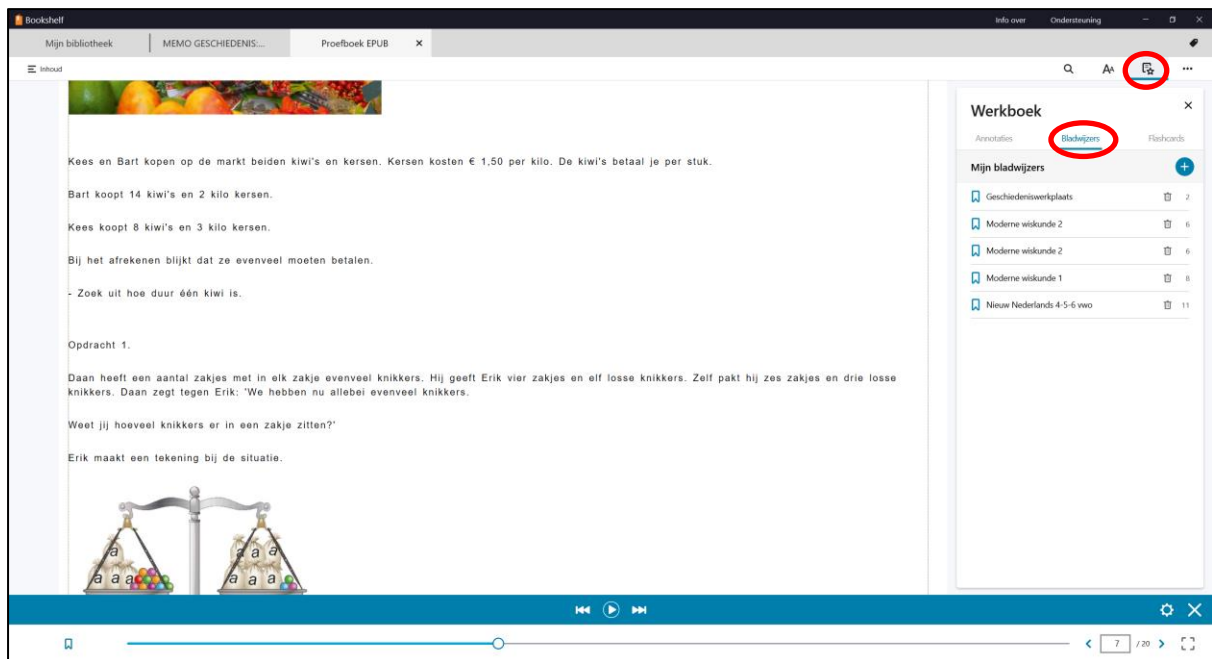 Bookshelf
Info over
Ondersteuning
Mijn bibliotheek
MEMO GESCHIEDENIS:...
Proefboek EPUB
Inhoud
AA
Werkboek
Annotaties
Bladwijzers
Flashcards
Mijn bladwijzers
Geschiedeniswerkplaats 2
Moderne wiskunde 2 6
Moderne wiskunde 2 6
Moderne wiskunde 1 8
Nieuw Nederlands 4-5-6 vwo 11
Kees en Bart kopen op de markt beiden kiwi's en kersen. Kersen kosten € 1,50 per kilo. De kiwi's betaal je per stuk.
Bart koopt 14 kiwi's en 2 kilo kersen.
Kees koopt 8 kiwi's en 3 kilo kersen.
Bij het afrekenen blijkt dat ze evenveel moeten betalen.
- Zoek uit hoe duur één kiwi is.
Opdracht 1.
Daan heeft een aantal zakjes met in elk zakje evenveel knikkers. Hij geeft Erik vier zakjes en elf losse knikkers. Zelf pakt hij zes zakjes en drie losse
knikkers. Daan zegt tegen Erik: 'We hebben nu allebei evenveel knikkers.
Weet jij hoeveel knikkers er in een zakje zitten?'
Erik maakt een tekening bij de situatie.
a
a a a
a a a
a a a
7 / 20